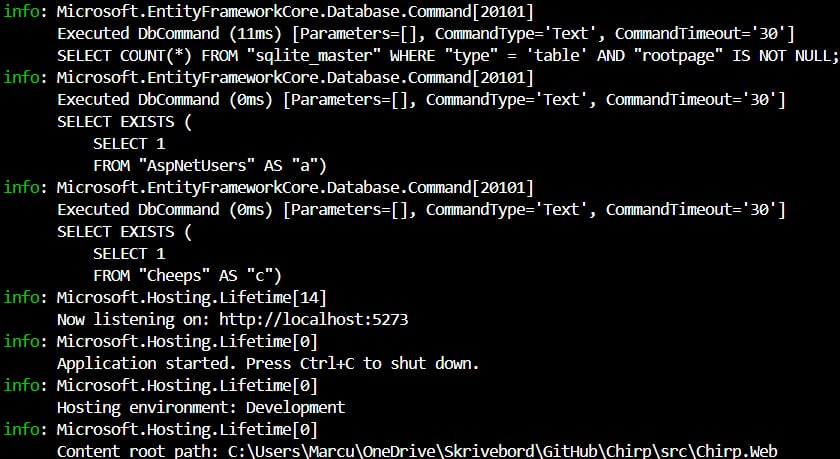 info: Microsoft.EntityFrameworkCore.Database.Command[20101]
      Executed DbCommand (11ms) [Parameters=[], CommandType='Text', CommandTimeout='30']
      SELECT COUNT(*) FROM "sqlite_master" WHERE "type" = 'table' AND "rootpage" IS NOT NULL;
info: Microsoft.EntityFrameworkCore.Database.Command[20101]
      Executed DbCommand (0ms) [Parameters=[], CommandType='Text', CommandTimeout='30']
      SELECT EXISTS (
          SELECT 1
          FROM "AspNetUsers" AS "a")
info: Microsoft.EntityFrameworkCore.Database.Command[20101]
      Executed DbCommand (0ms) [Parameters=[], CommandType='Text', CommandTimeout='30']
      SELECT EXISTS (
          SELECT 1
          FROM "Cheeps" AS "c")
info: Microsoft.Hosting.Lifetime[14]
      Now listening on: http://localhost:5273
info: Microsoft.Hosting.Lifetime[0]
      Application started. Press Ctrl+C to shut down.
info: Microsoft.Hosting.Lifetime[0]
      Hosting environment: Development
info: Microsoft.Hosting.Lifetime[0]
      Content root path: C:\Users\Marcu\OneDrive\Skrivebord\GitHub\Chirp\src\Chirp.Web